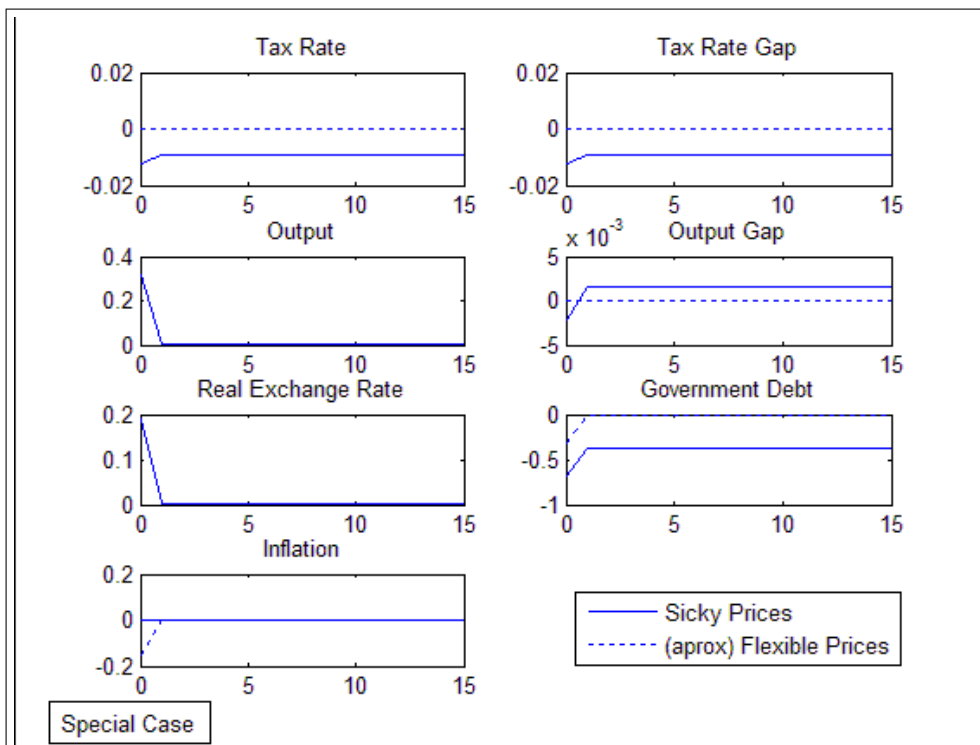 Tax Rate
0.02
0
-0.02
0 5 10 15
Tax Rate Gap
0.02
0
-0.02
0 5 10 15
Output
0.4
0.2
0
0 5 10 15
x 10^-3
Output Gap
5
0
-5
0 5 10 15
Real Exchange Rate
0.2
0.1
0
0 5 10 15
Government Debt
0
-0.5
-1
0 5 10 15
Inflation
0.2
0
-0.2
0 5 10 15
Sicky Prices
(aprox) Flexible Prices
Special Case